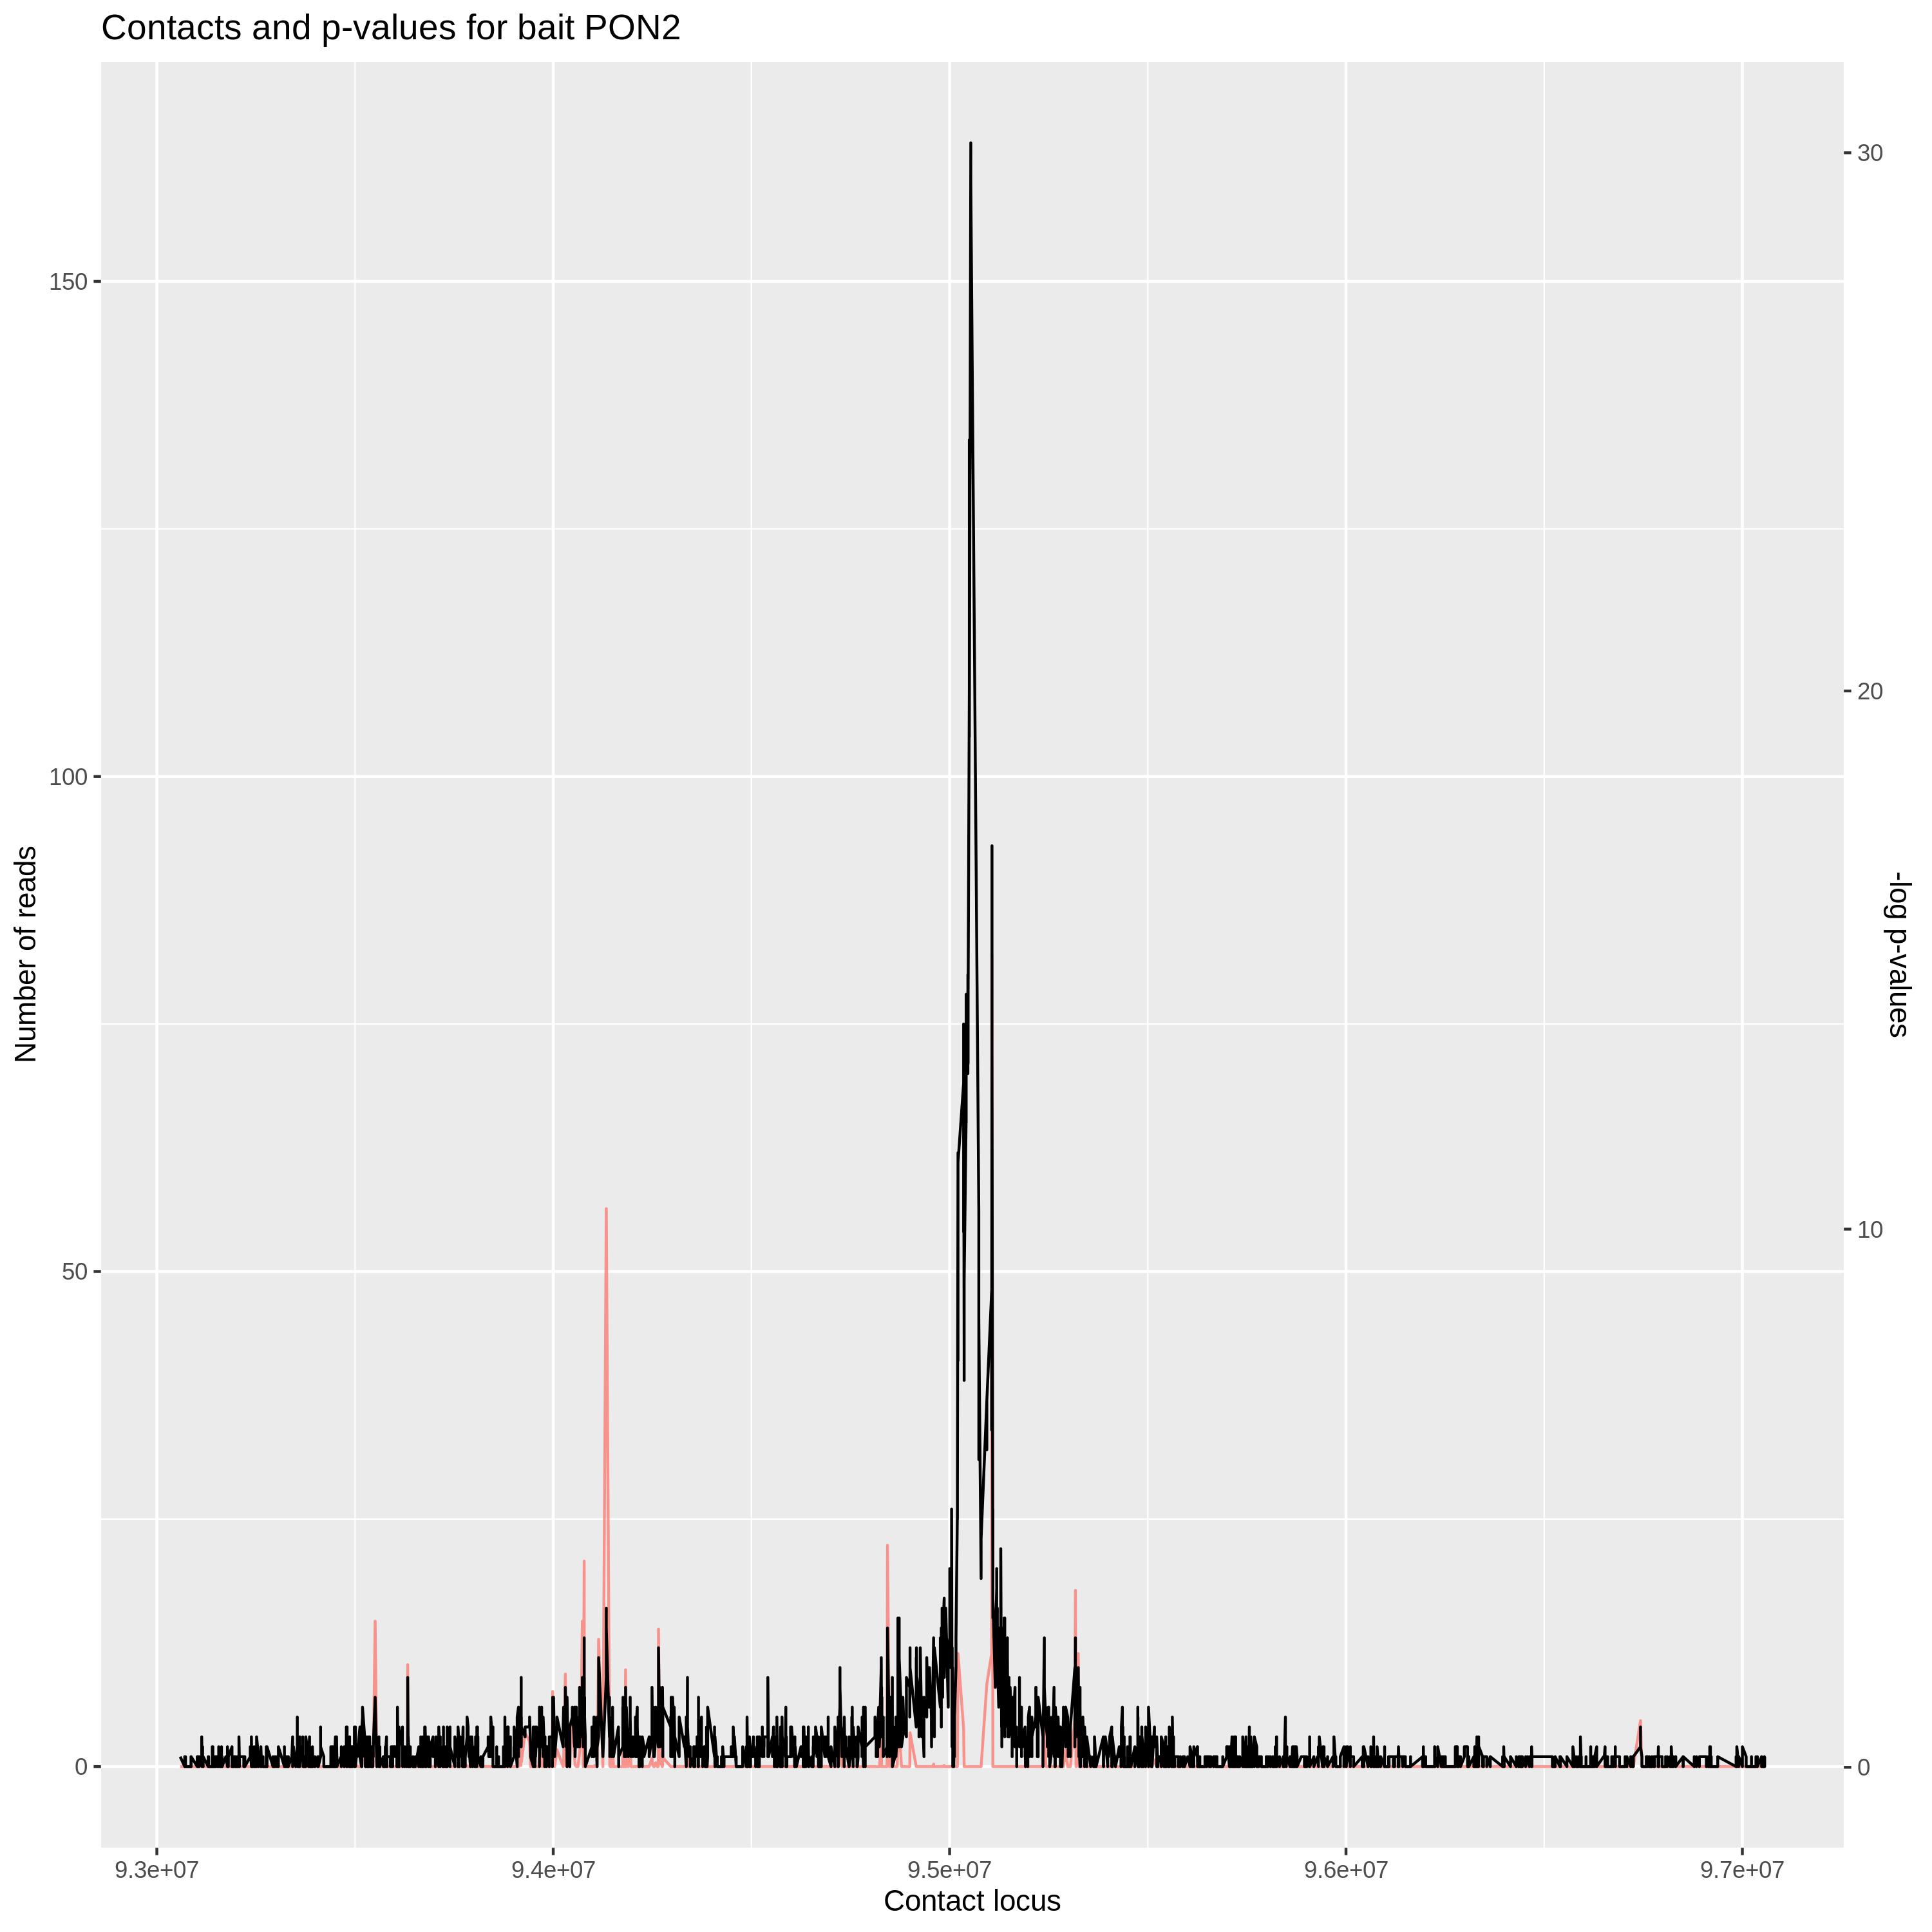 Contacts and p-values for bait PON2
150
100
50
0
Number of reads
30
20
10
0
-log p-values
9.3e+07
9.4e+07
9.5e+07
9.6e+07
9.7e+07
Contact locus